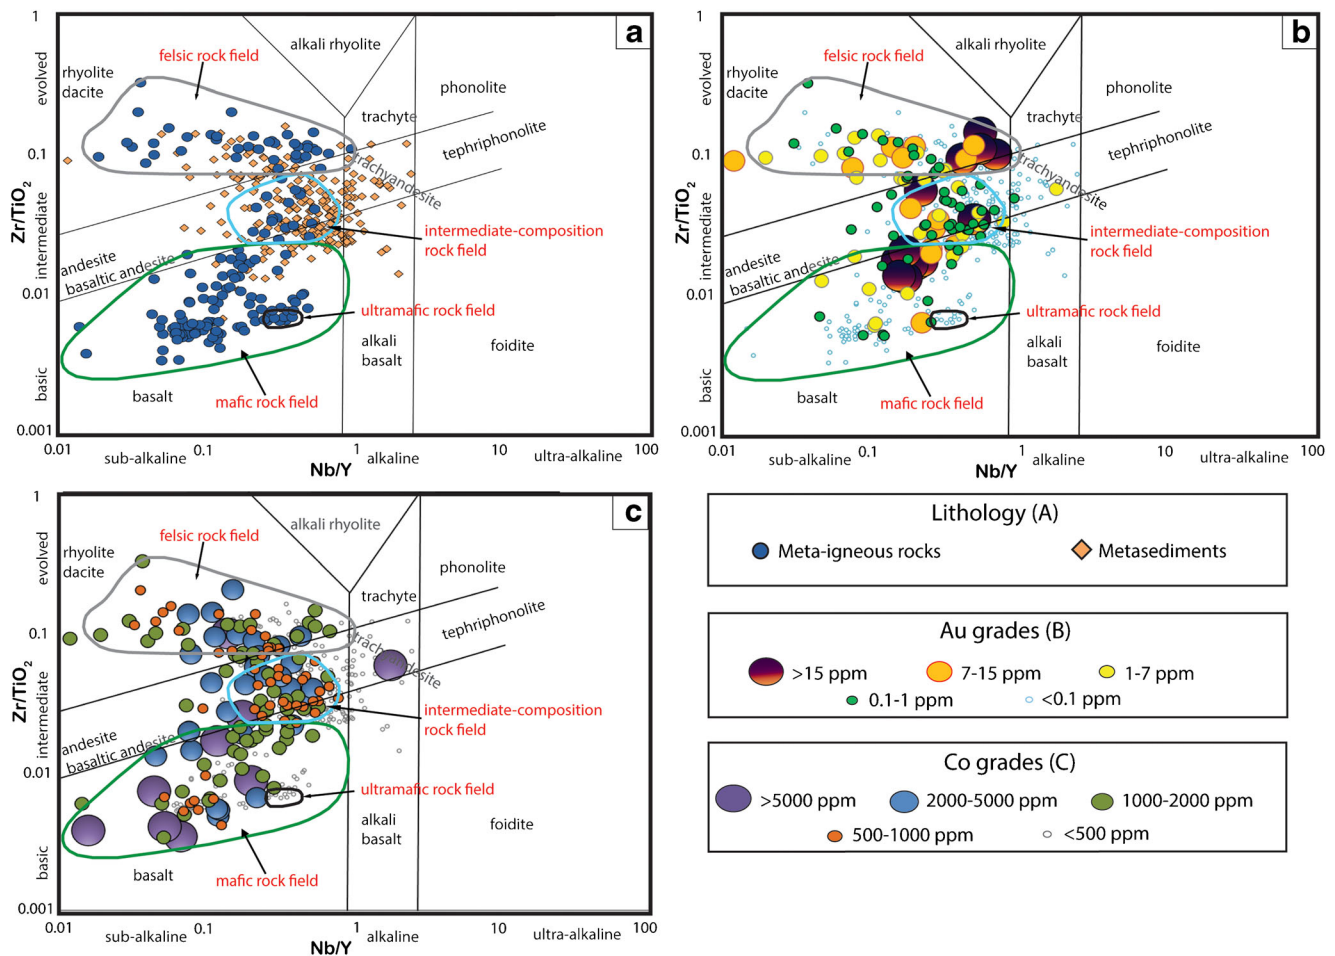 a
1
0.1
0.01
0.001
Zr/TiO2
evolved
intermediate
basic
felsic rock field
alkali rhyolite
rhyolite
dacite
phonolite
trachyte
tephriphonolite
trachyandesite
intermediate-composition
rock field
andesite
basaltic andesite
ultramafic rock field
alkali
basalt
foidite
basalt
mafic rock field
0.01
0.1
1
10
100
sub-alkaline
Nb/Y
alkaline
ultra-alkaline
b
1
0.1
0.01
0.001
Zr/TiO2
evolved
intermediate
basic
felsic rock field
alkali rhyolite
rhyolite
dacite
phonolite
trachyte
tephriphonolite
trachyandesite
intermediate-composition
rock field
andesite
basaltic andesite
ultramafic rock field
alkali
basalt
foidite
basalt
mafic rock field
0.01
0.1
1
10
100
sub-alkaline
Nb/Y
alkaline
ultra-alkaline
c
1
0.1
0.01
0.001
Zr/TiO2
evolved
intermediate
basic
felsic rock field
alkali rhyolite
rhyolite
dacite
phonolite
trachyte
tephriphonolite
trachyandesite
intermediate-composition
rock field
andesite
basaltic andesite
ultramafic rock field
alkali
basalt
foidite
basalt
mafic rock field
0.01
0.1
1
10
100
sub-alkaline
Nb/Y
alkaline
ultra-alkaline
Lithology (A)
Meta-igneous rocks
Metasediments
Au grades (B)
>15 ppm
7-15 ppm
1-7 ppm
0.1-1 ppm
<0.1 ppm
Co grades (C)
>5000 ppm
2000-5000 ppm
1000-2000 ppm
500-1000 ppm
<500 ppm